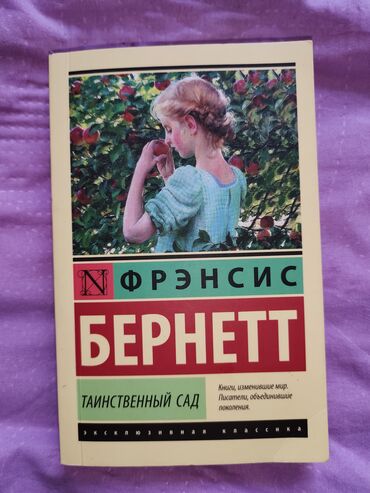 N ФРЭНСИС
БЕРНЕТТ
ТАИНСТВЕННЫЙ САД
Книги, изменившие мир.
Писатели, объединившие
поколения.
эксклюзивная классика